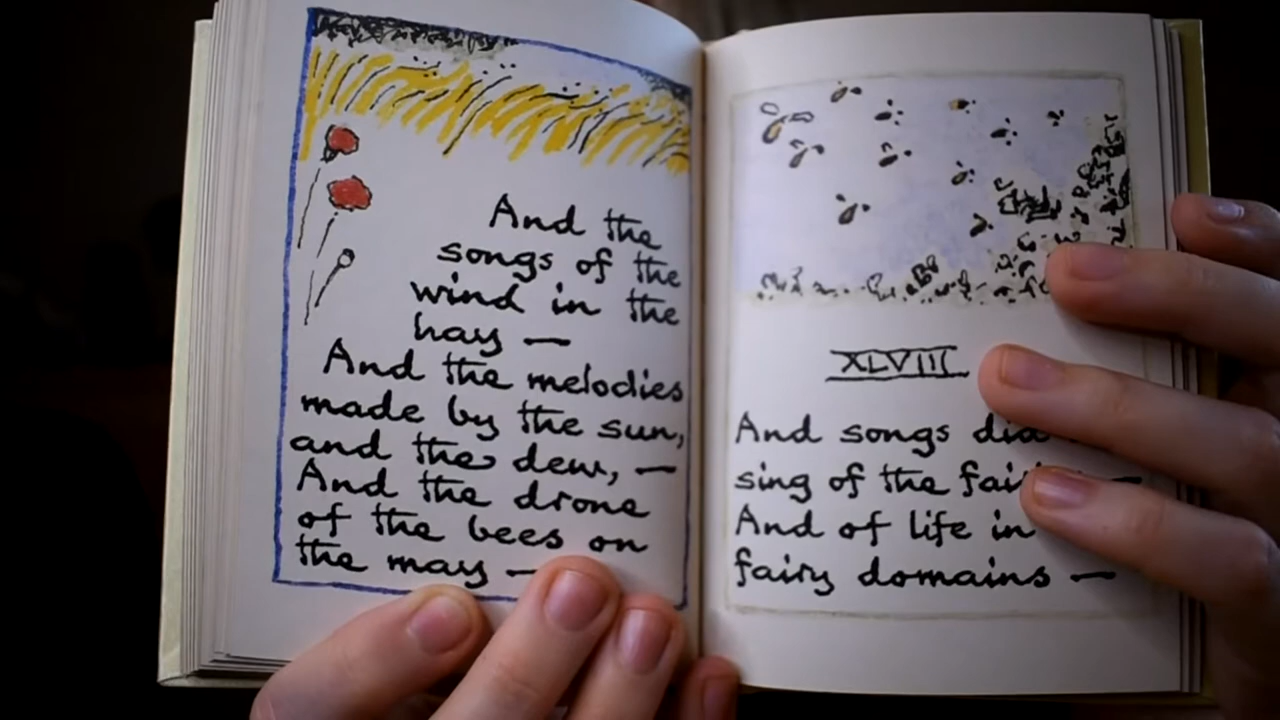 And the
songs of the
wind in the
hay —
And the melodies
made by the sun,
and the dew, —
And the drone
of the bees on
the may —
XLVIII
And songs did
sing of the
And of life in
fairy domains —